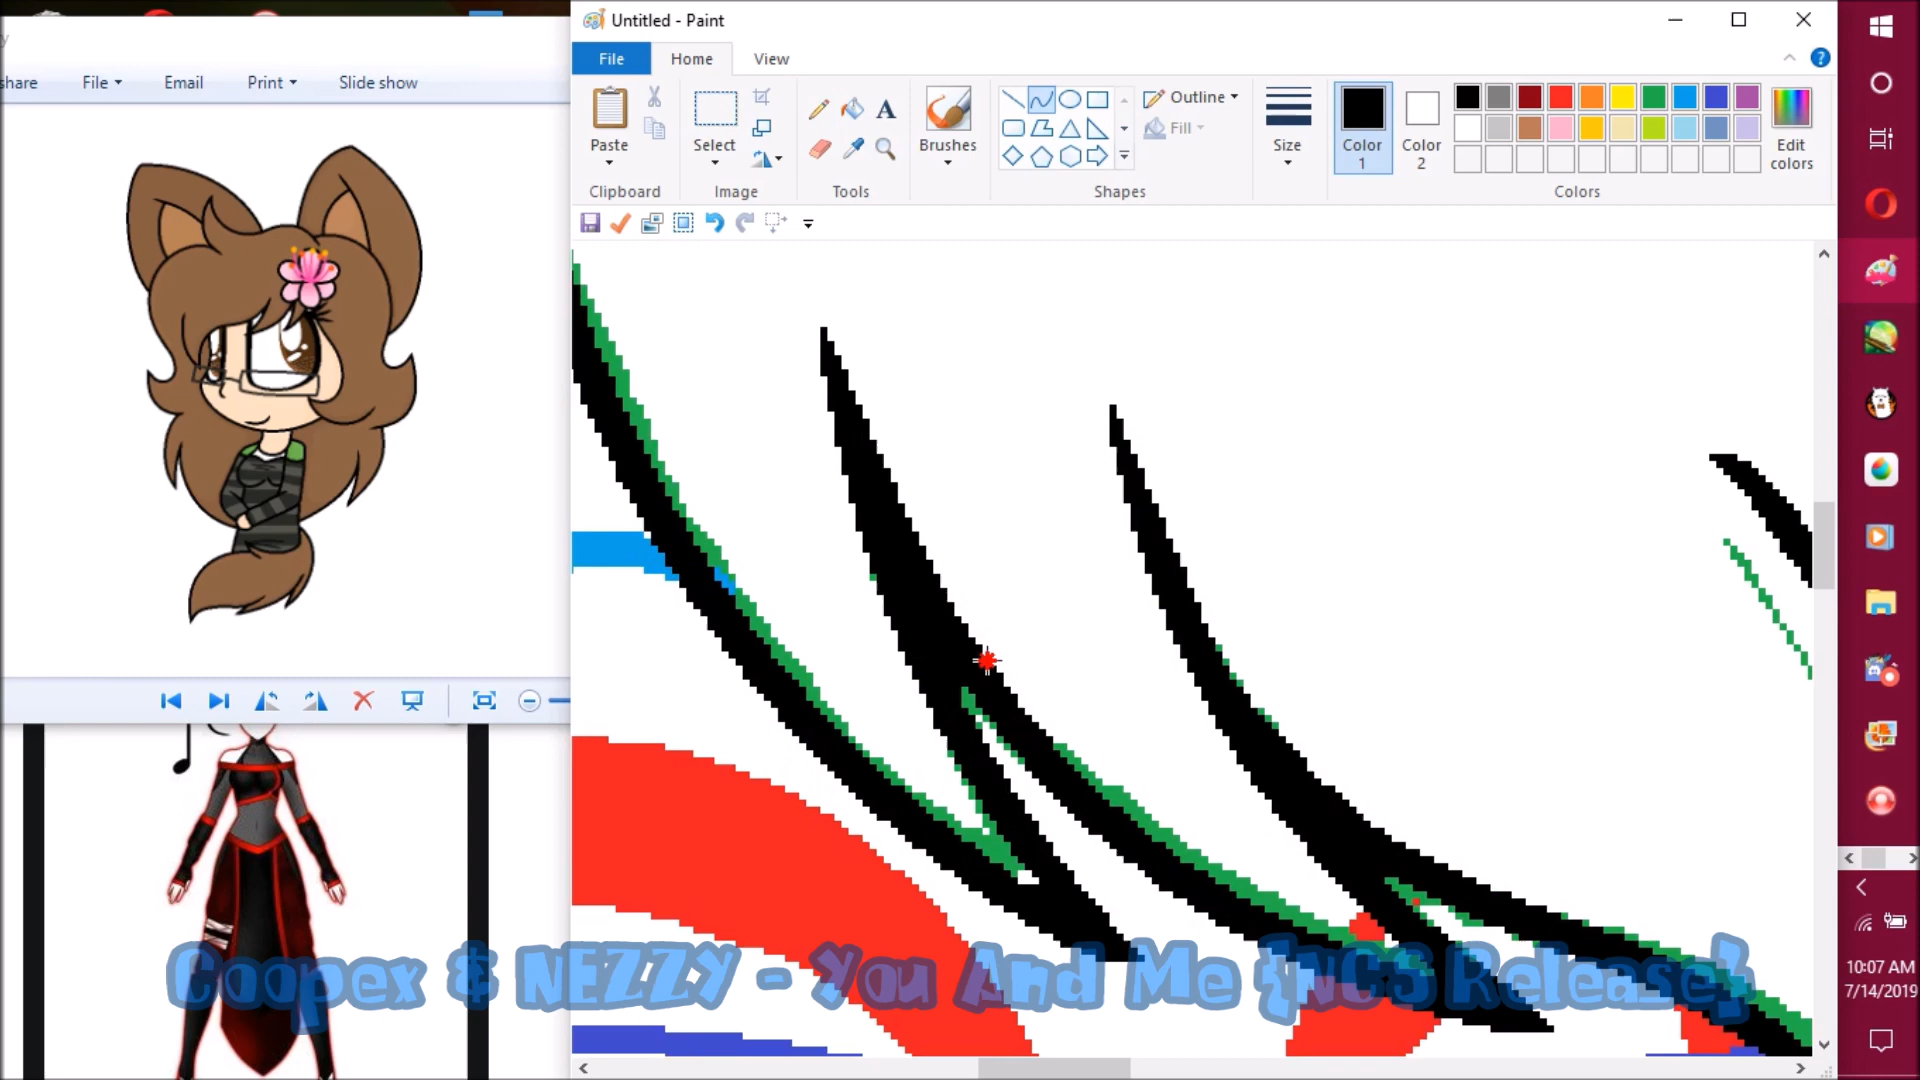 Untitled - Paint
y
File Home View
share File Email Print Slide show
Paste Select Brushes Outline Fill Size Color 1 Color 2 Edit colors
Clipboard Image Tools Shapes Colors
Coopex & NEZZY - You And Me {NCS Release}
10:07 AM
7/14/2019